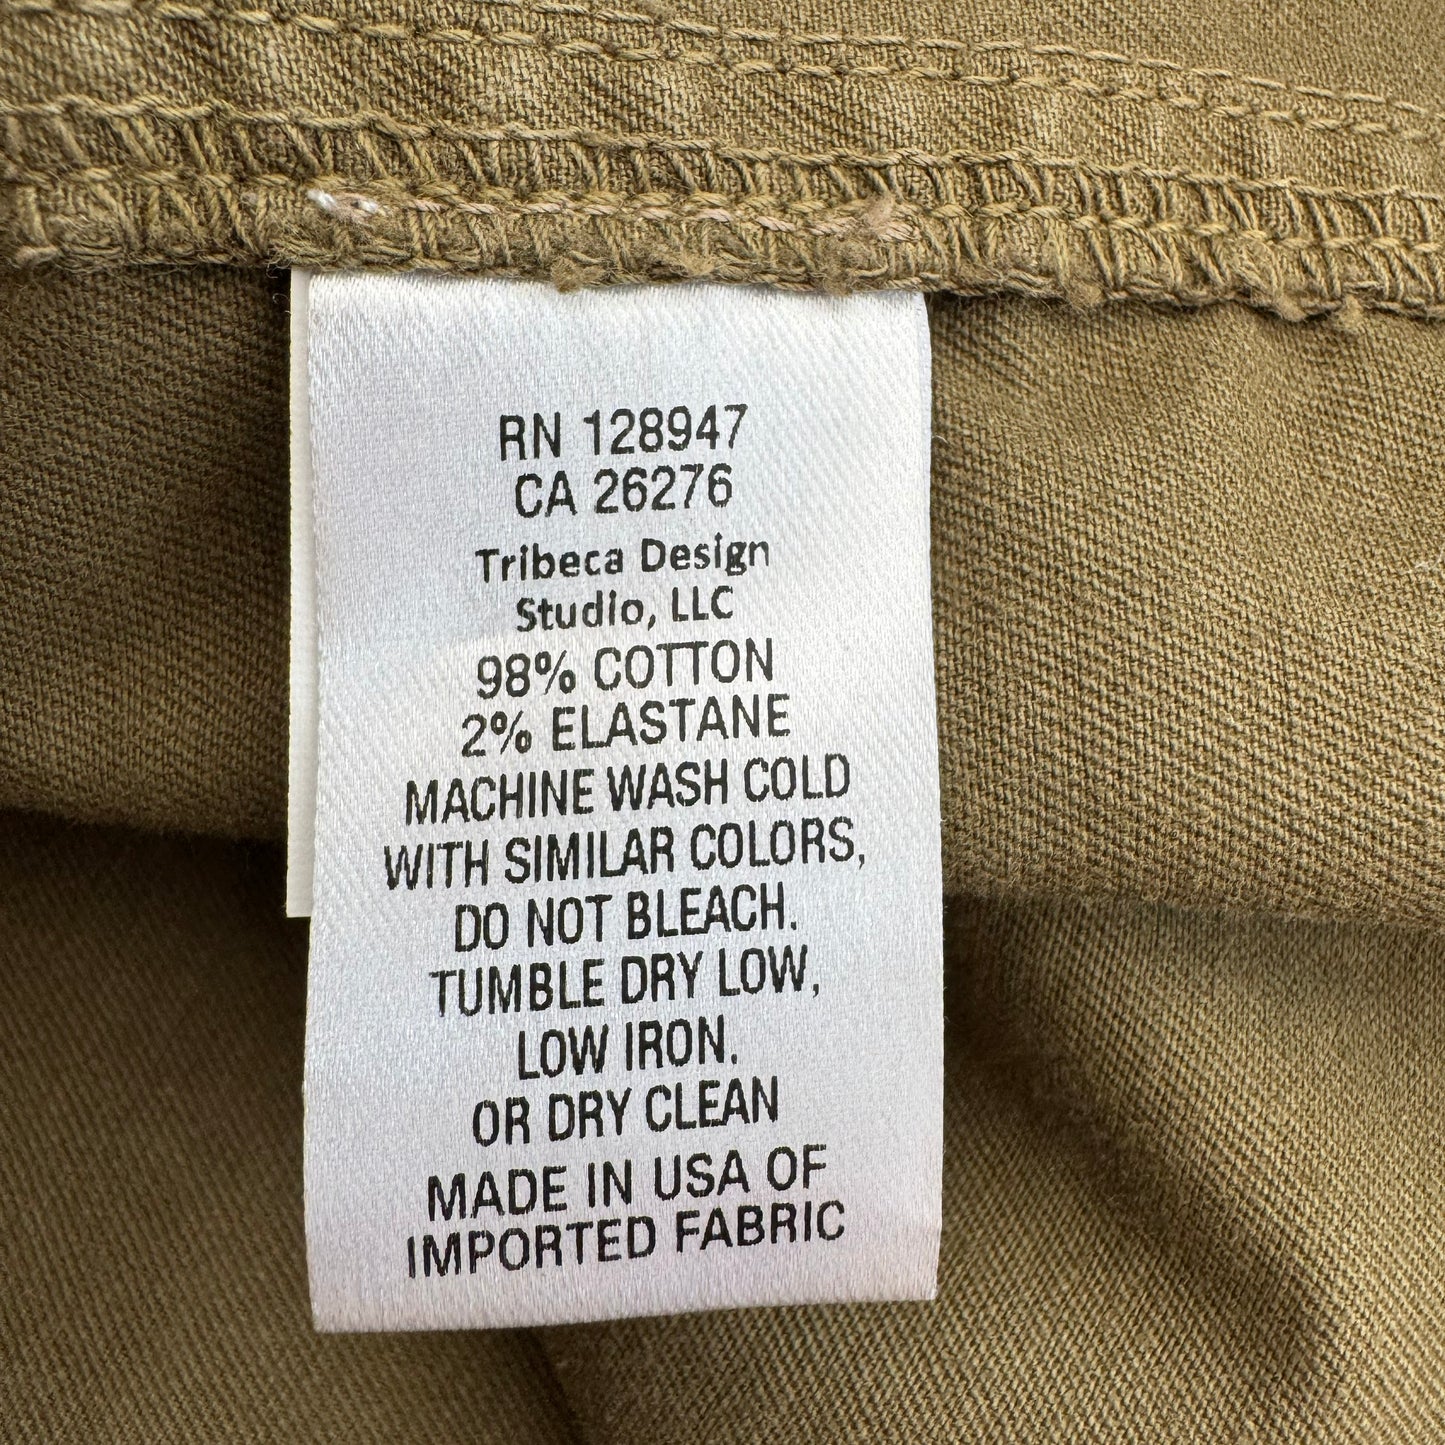 RN 128947
CA 26276
Tribeca Design
Studio, LLC
98% COTTON
2% ELASTANE
MACHINE WASH COLD
WITH SIMILAR COLORS,
DO NOT BLEACH.
TUMBLE DRY LOW,
LOW IRON.
OR DRY CLEAN
MADE IN USA OF
IMPORTED FABRIC